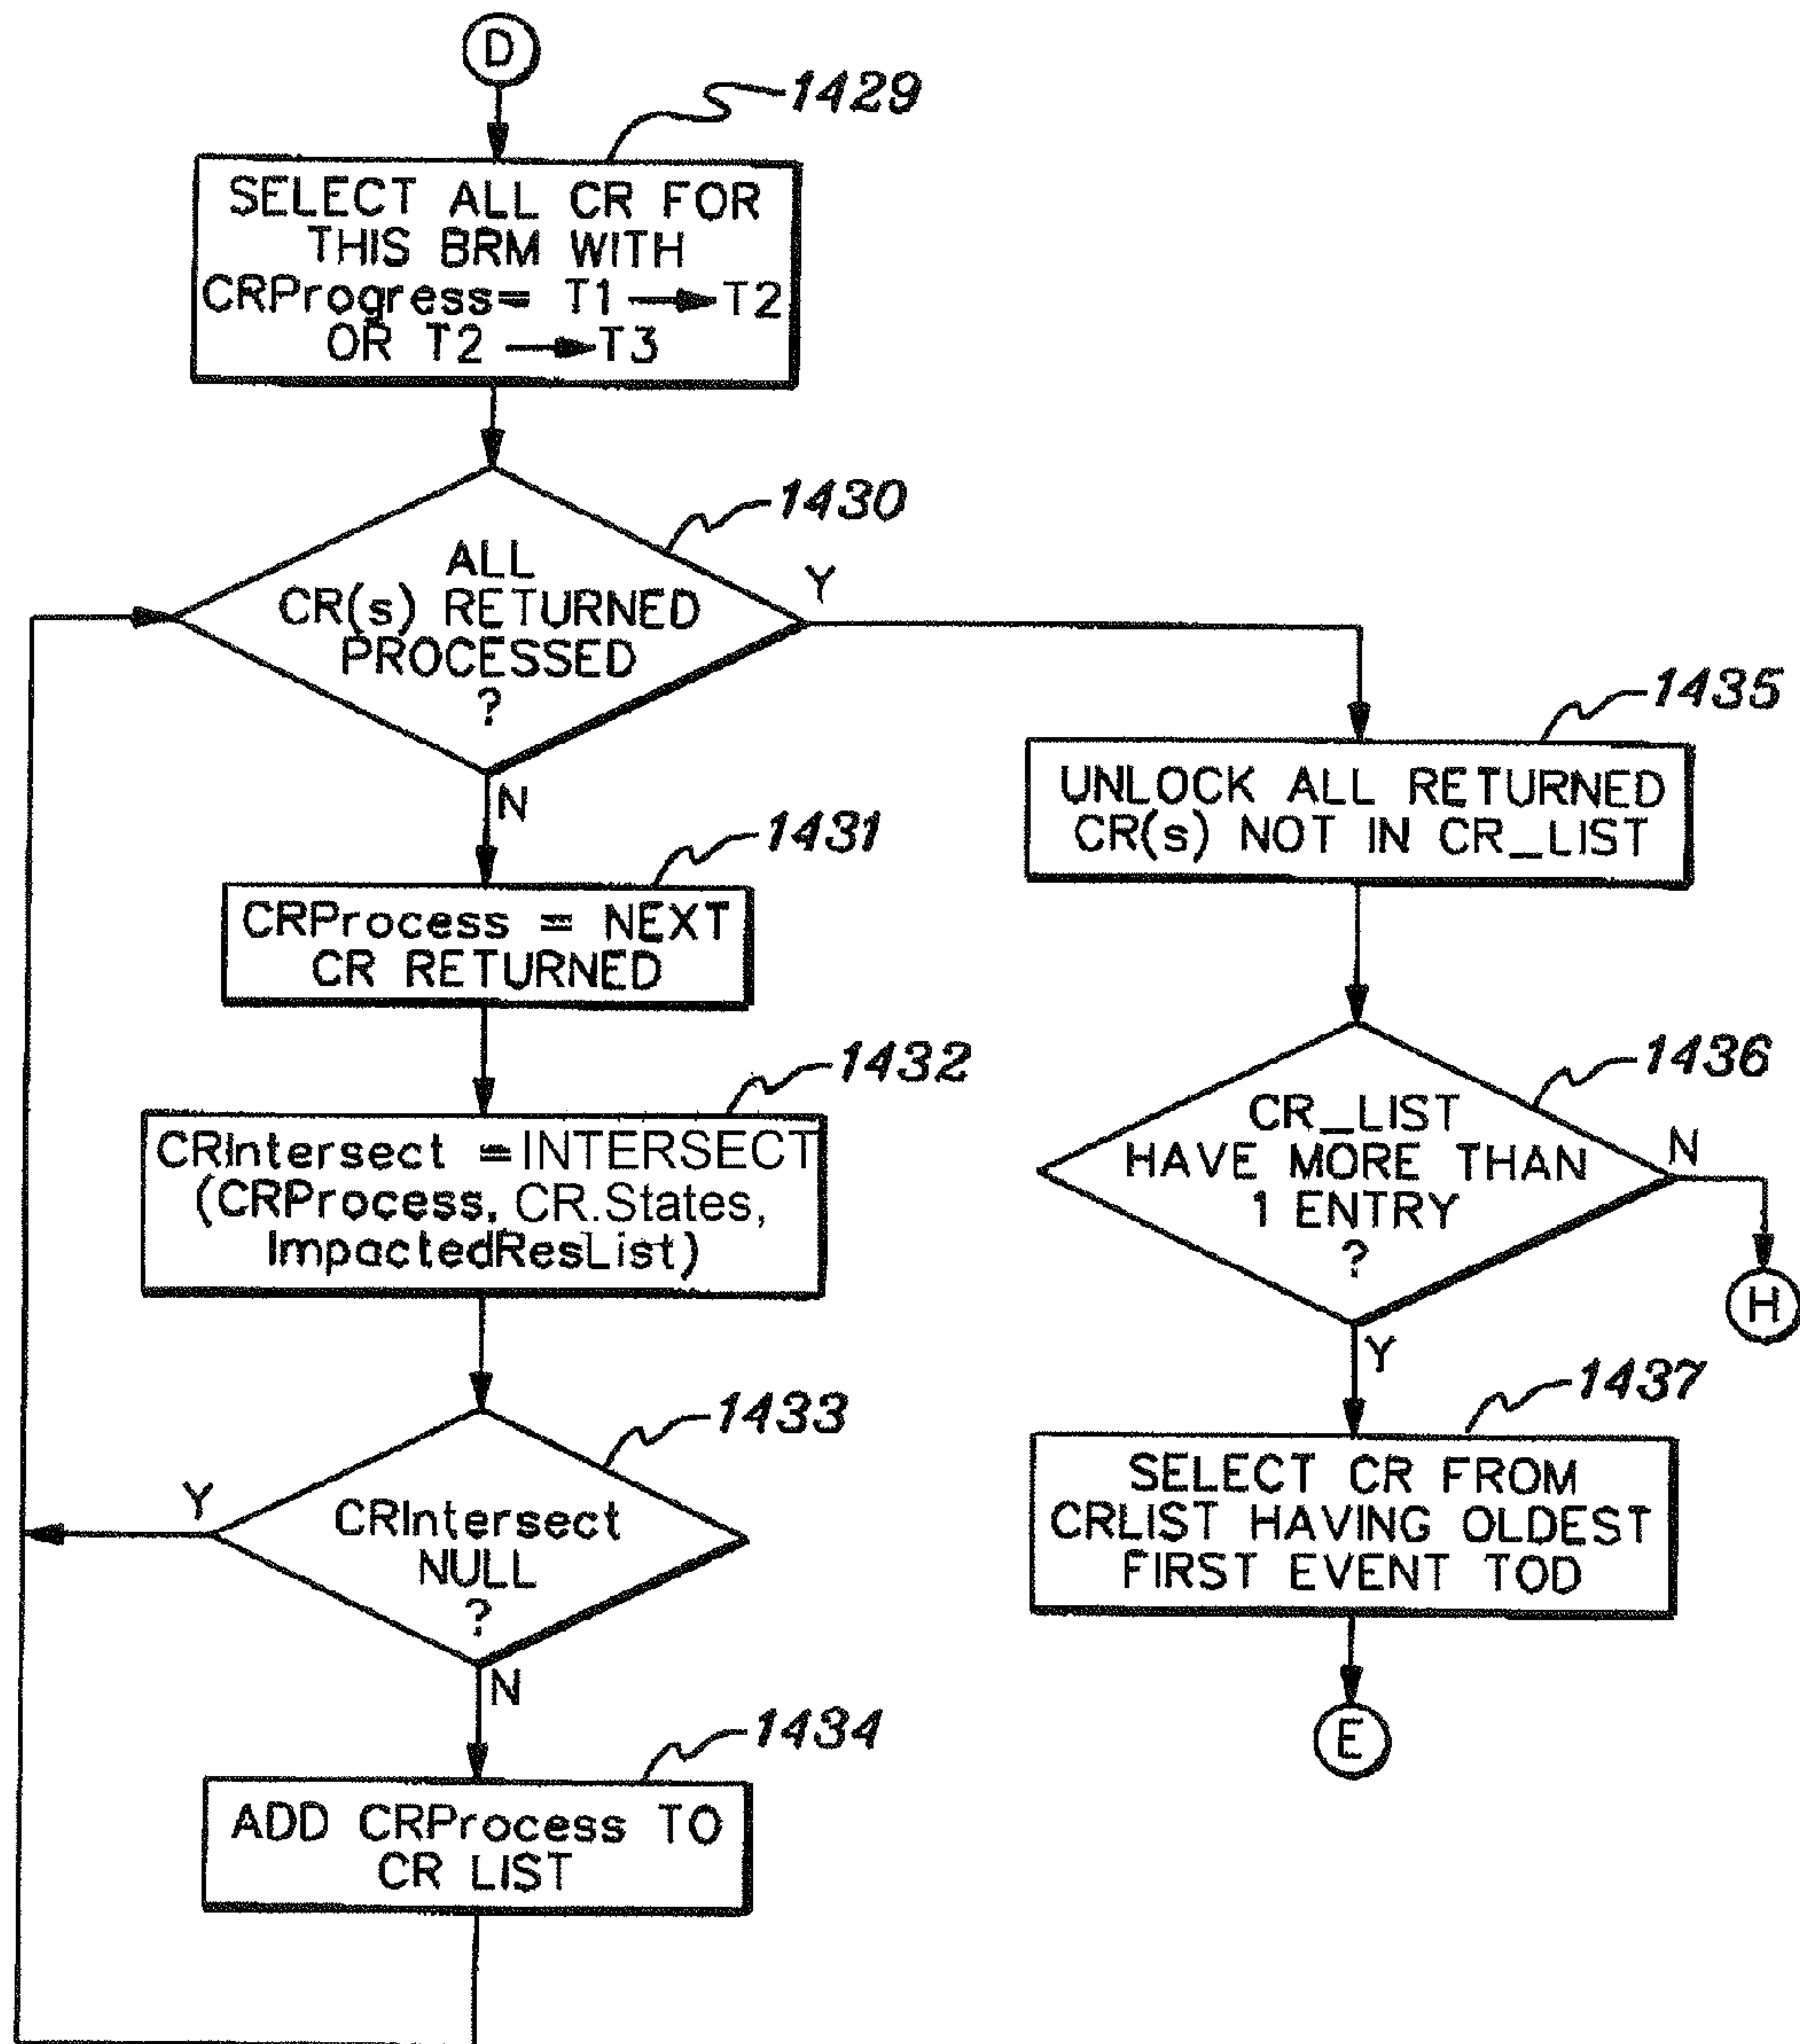 D
1429
SELECT ALL CR FOR
THIS BRM WITH
CRProgress= T1 → T2
OR T2 → T3
1430
ALL
CR(s) RETURNED
PROCESSED
?
Y
N
1431
CRProcess = NEXT
CR RETURNED
1432
CRIntersect = INTERSECT
(CRProcess, CR.States,
ImpactedResList)
1433
CRIntersect
NULL
?
Y
N
1434
ADD CRProcess TO
CR LIST
1435
UNLOCK ALL RETURNED
CR(s) NOT IN CR_LIST
1436
CR_LIST
HAVE MORE THAN
1 ENTRY
?
N
H
Y
1437
SELECT CR FROM
CRLIST HAVING OLDEST
FIRST EVENT TOD
E